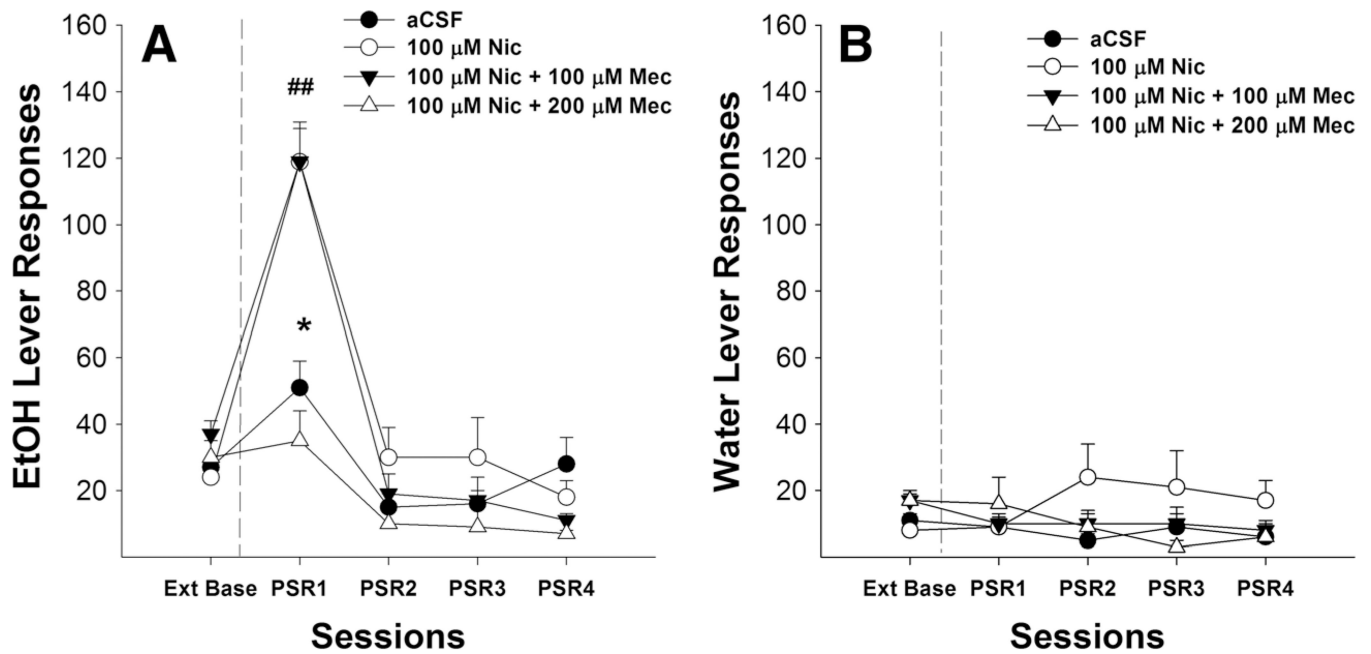 A
aCSF
100 μM Nic
100 μM Nic + 100 μM Mec
100 μM Nic + 200 μM Mec
EtOH Lever Responses
160
140
120
100
80
60
40
20
##
*
Ext Base PSR1 PSR2 PSR3 PSR4
Sessions
B
aCSF
100 μM Nic
100 μM Nic + 100 μM Mec
100 μM Nic + 200 μM Mec
Water Lever Responses
160
140
120
100
80
60
40
20
Ext Base PSR1 PSR2 PSR3 PSR4
Sessions